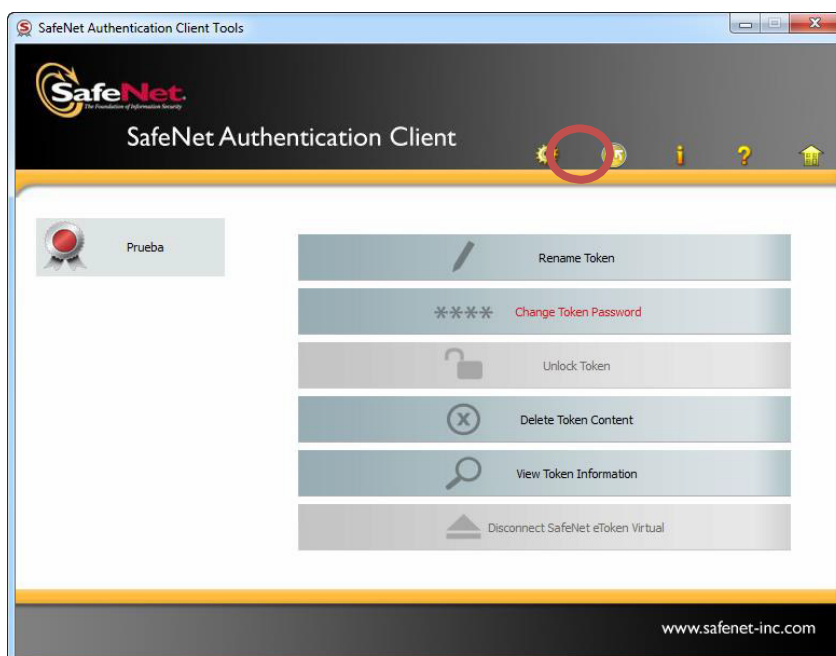 SafeNet Authentication Client Tools
SafeNet.
The Foundation of Information Security
SafeNet Authentication Client
Prueba
Rename Token
**** Change Token Password
Unlock Token
Delete Token Content
View Token Information
Disconnect SafeNet eToken Virtual
www.safenet-inc.com